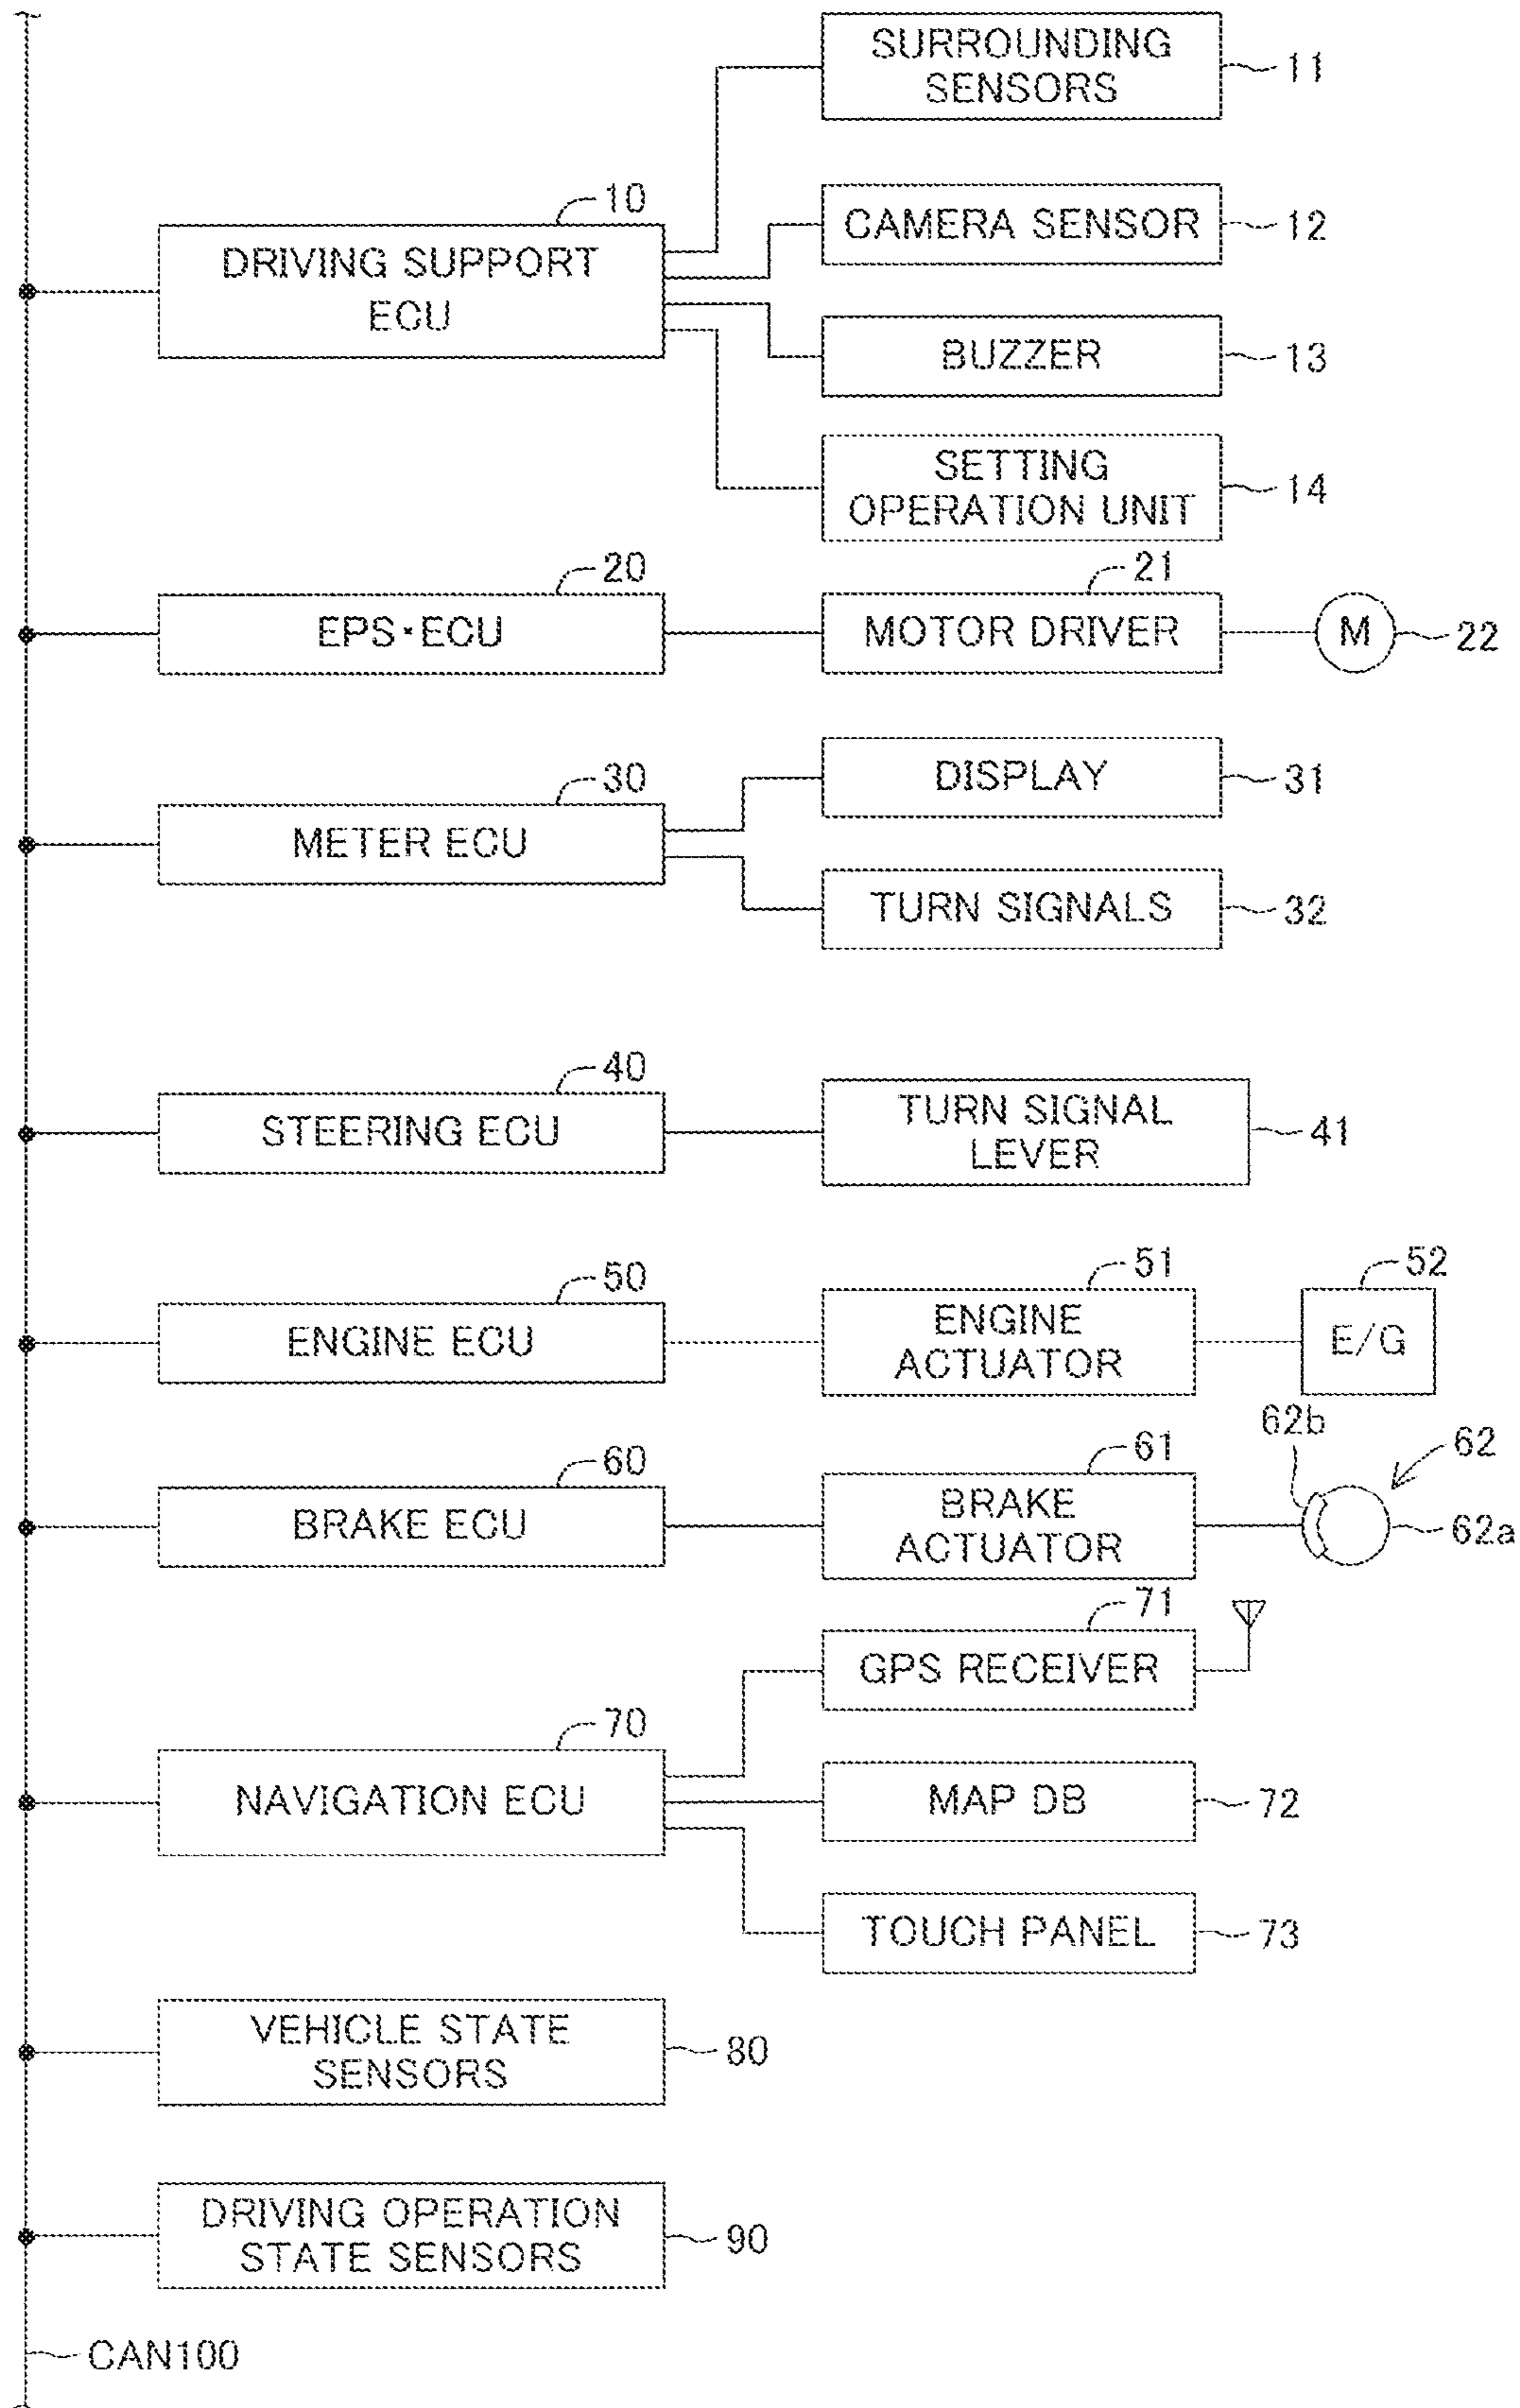 SURROUNDING
SENSORS
11
10
DRIVING SUPPORT
ECU
CAMERA SENSOR
12
BUZZER
13
SETTING
OPERATION UNIT
14
20
EPS·ECU
21
MOTOR DRIVER
M
22
30
METER ECU
DISPLAY
31
TURN SIGNALS
32
40
STEERING ECU
TURN SIGNAL
LEVER
41
50
ENGINE ECU
51
ENGINE
ACTUATOR
52
E/G
60
BRAKE ECU
61
BRAKE
ACTUATOR
62b
62
62a
70
NAVIGATION ECU
71
GPS RECEIVER
MAP DB
72
TOUCH PANEL
73
VEHICLE STATE
SENSORS
80
DRIVING OPERATION
STATE SENSORS
90
CAN100